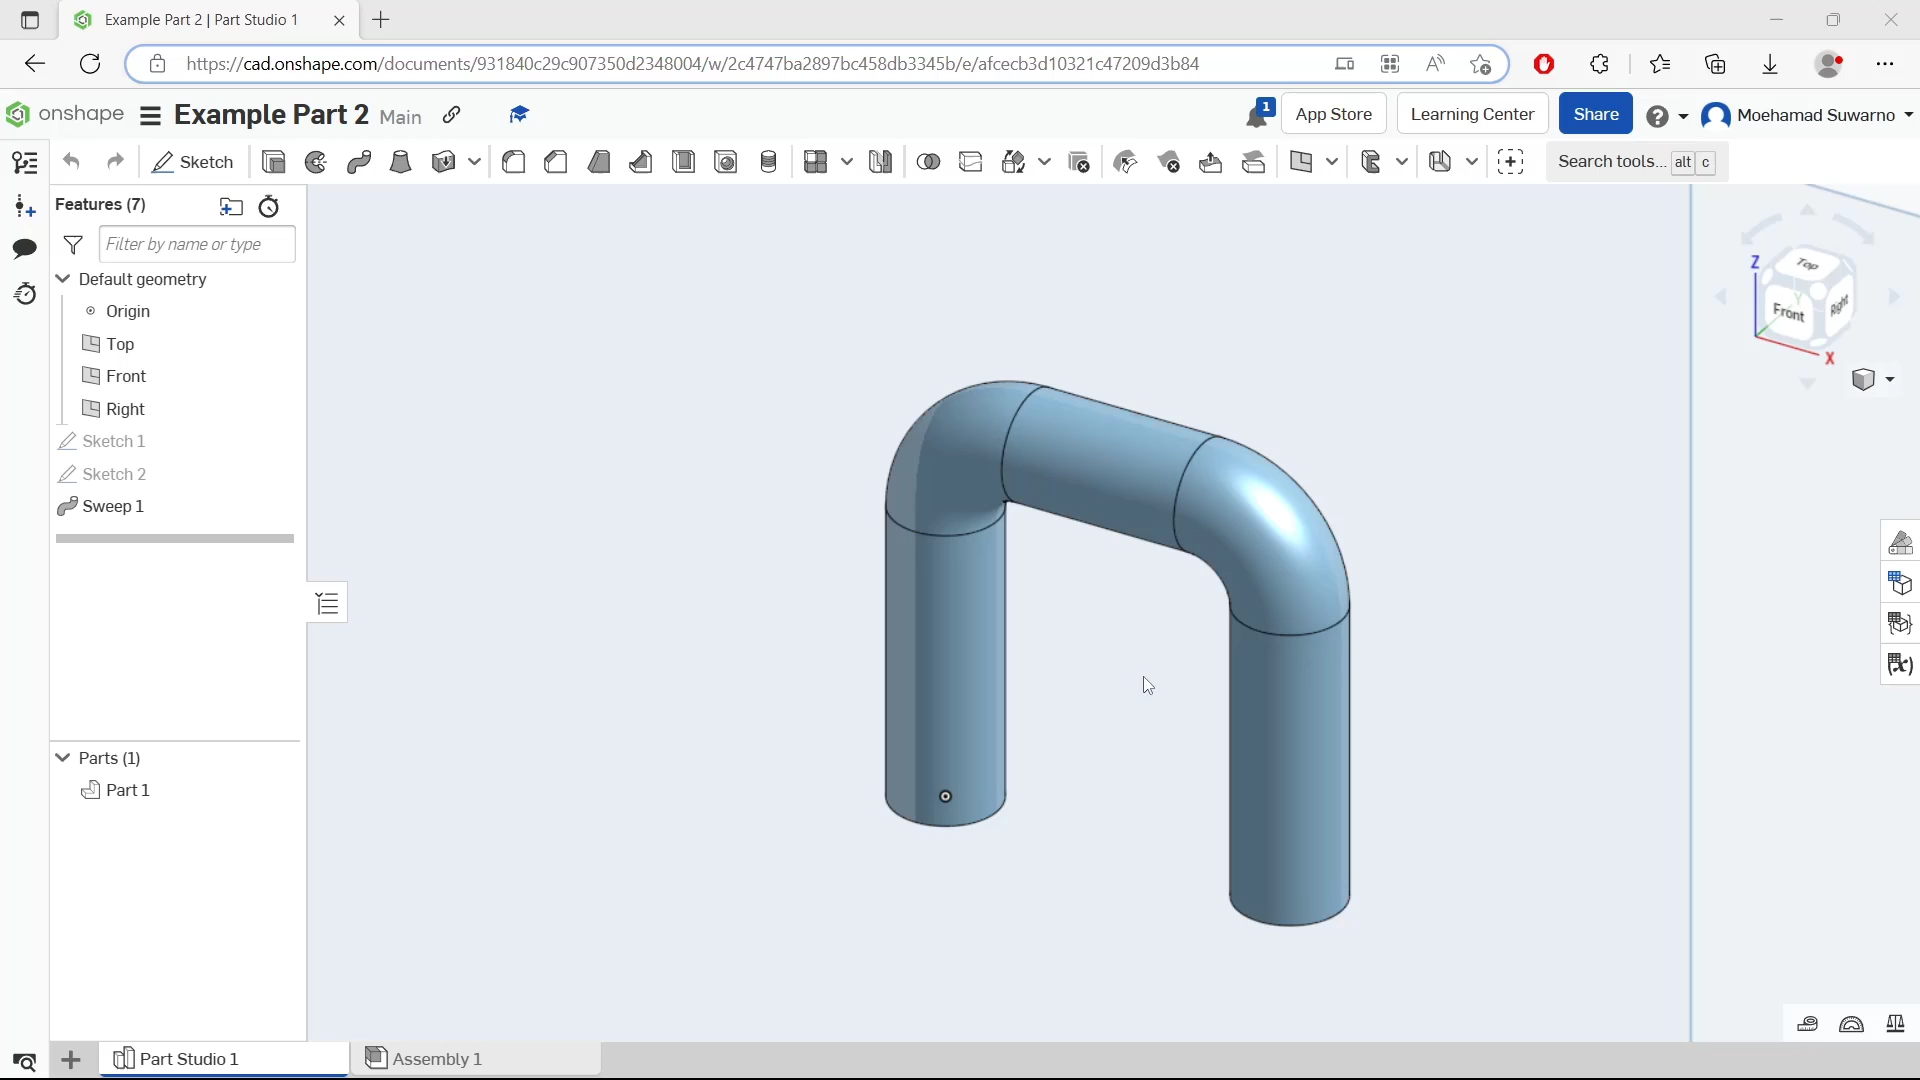 Example Part 2 | Part Studio 1
https://cad.onshape.com/documents/931840c29c907350d2348004/w/2c4747ba2897bc458db3345b/e/afcecb3d10321c47209d3b84
onshape Example Part 2 Main 1 App Store Learning Center Share Moehamad Suwarno
Sketch Search tools... alt c
Features (7)
Filter by name or type
Default geometry
Origin
Top
Front
Right
Sketch 1
Sketch 2
Sweep 1
Parts (1)
Part 1
Z
Top
Y
Front
Right
X
Part Studio 1 Assembly 1